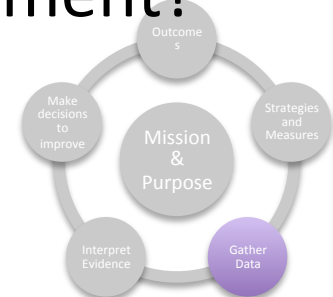 ment?
Outcome
s
Strategies
and
Measures
Gather
Data
Interpret
Evidence
Make
decisions
to
improve
Mission
&
Purpose